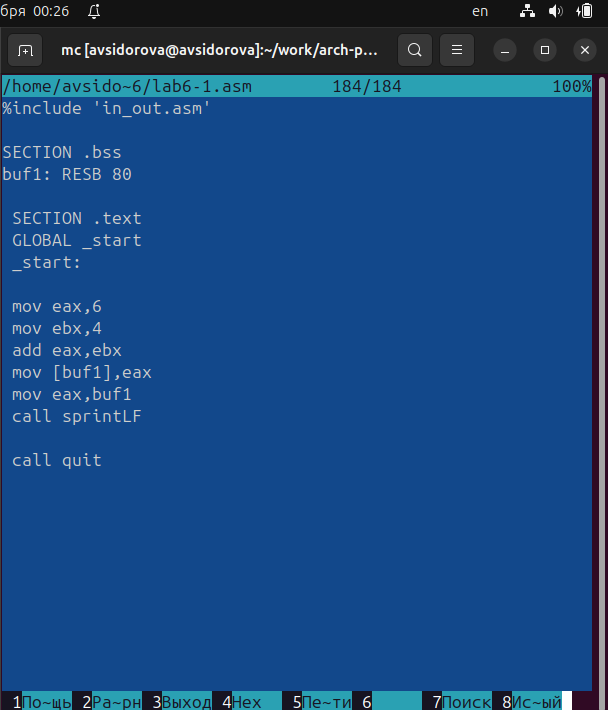 бря 00:26 en
mc [avsidorova@avsidorova]:~/work/arch-p...
/home/avsido~6/lab6-1.asm 184/184 100%
%include 'in_out.asm'
SECTION .bss
buf1: RESB 80
SECTION .text
GLOBAL _start
_start:
mov eax,6
mov ebx,4
add eax,ebx
mov [buf1],eax
mov eax,buf1
call sprintLF
call quit
1По~щь 2Ра~рн 3Выход 4Hex 5Пе~ти 6 7Поиск 8Ис~ый